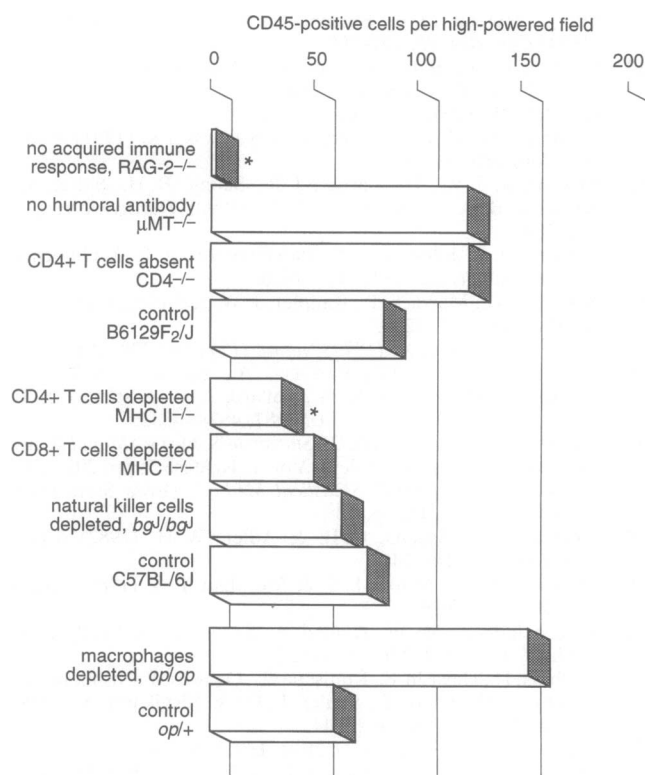 CD45-positive cells per high-powered field
0 50 100 150 200
no acquired immune
response, RAG-2–/–
*
no humoral antibody
μMT–/–
CD4+ T cells absent
CD4–/–
control
B6129F₂/J
CD4+ T cells depleted
MHC II–/–
*
CD8+ T cells depleted
MHC I–/–
natural killer cells
depleted, bgᴶ/bgᴶ
control
C57BL/6J
macrophages
depleted, op/op
control
op/+